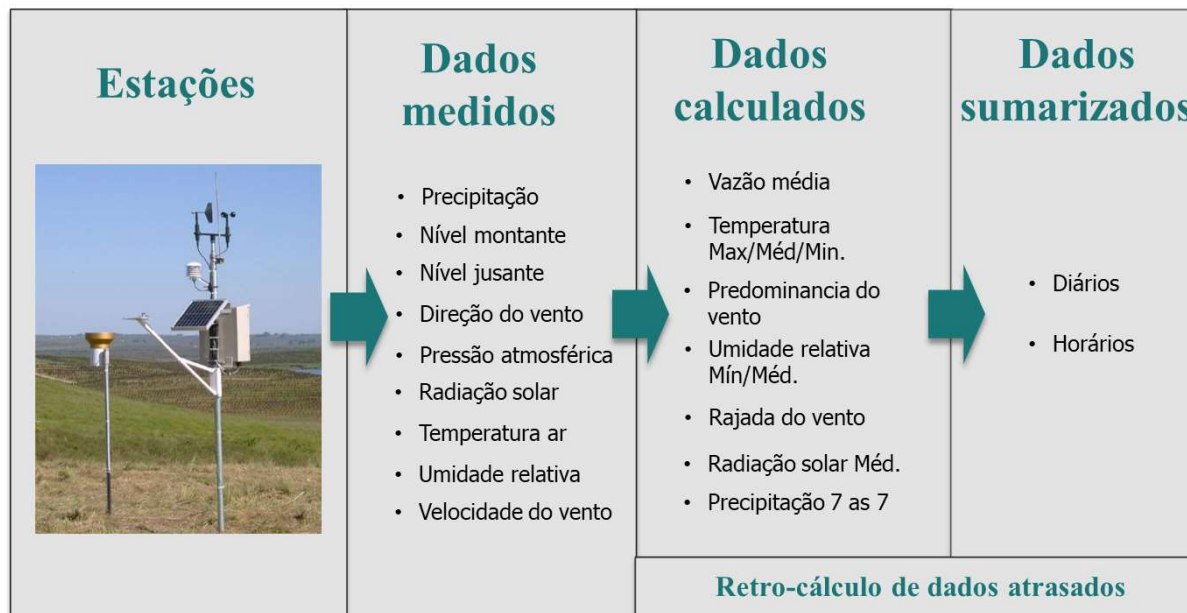 Estações
Dados
medidos
• Precipitação
• Nível montante
• Nível jusante
• Direção do vento
• Pressão atmosférica
• Radiação solar
• Temperatura ar
• Umidade relativa
• Velocidade do vento
Dados
calculados
• Vazão média
• Temperatura
Max/Méd/Min.
• Predominancia do
vento
• Umidade relativa
Mín/Méd.
• Rajada do vento
• Radiação solar Méd.
• Precipitação 7 as 7
Dados
sumarizados
• Diários
• Horários
Retro-cálculo de dados atrasados